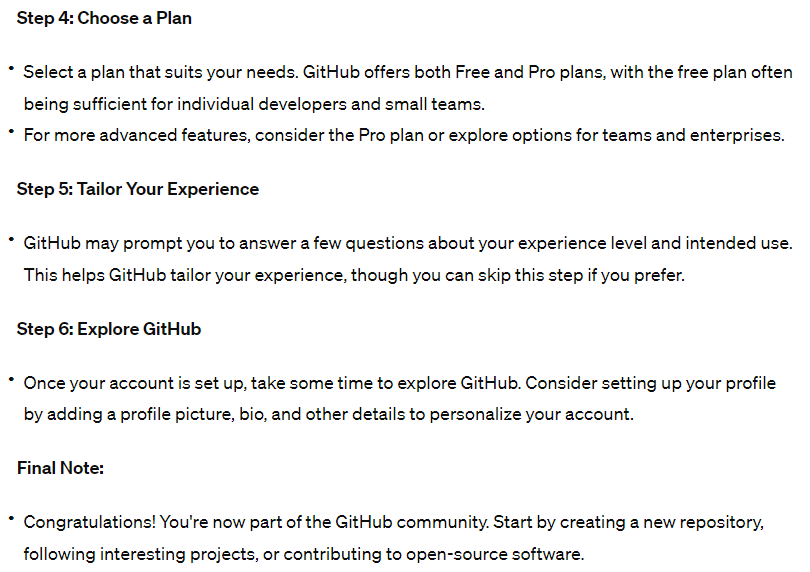 Step 4: Choose a Plan
• Select a plan that suits your needs. GitHub offers both Free and Pro plans, with the free plan often
being sufficient for individual developers and small teams.
• For more advanced features, consider the Pro plan or explore options for teams and enterprises.
Step 5: Tailor Your Experience
• GitHub may prompt you to answer a few questions about your experience level and intended use.
This helps GitHub tailor your experience, though you can skip this step if you prefer.
Step 6: Explore GitHub
• Once your account is set up, take some time to explore GitHub. Consider setting up your profile
by adding a profile picture, bio, and other details to personalize your account.
Final Note:
• Congratulations! You're now part of the GitHub community. Start by creating a new repository,
following interesting projects, or contributing to open-source software.